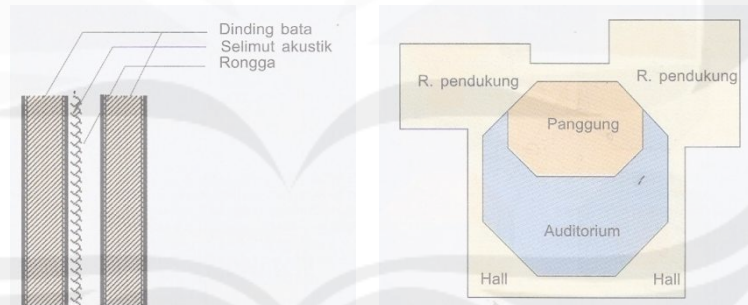 Dinding bata
Selimut akustik
Rongga
R. pendukung
R. pendukung
Panggung
Auditorium
Hall
Hall